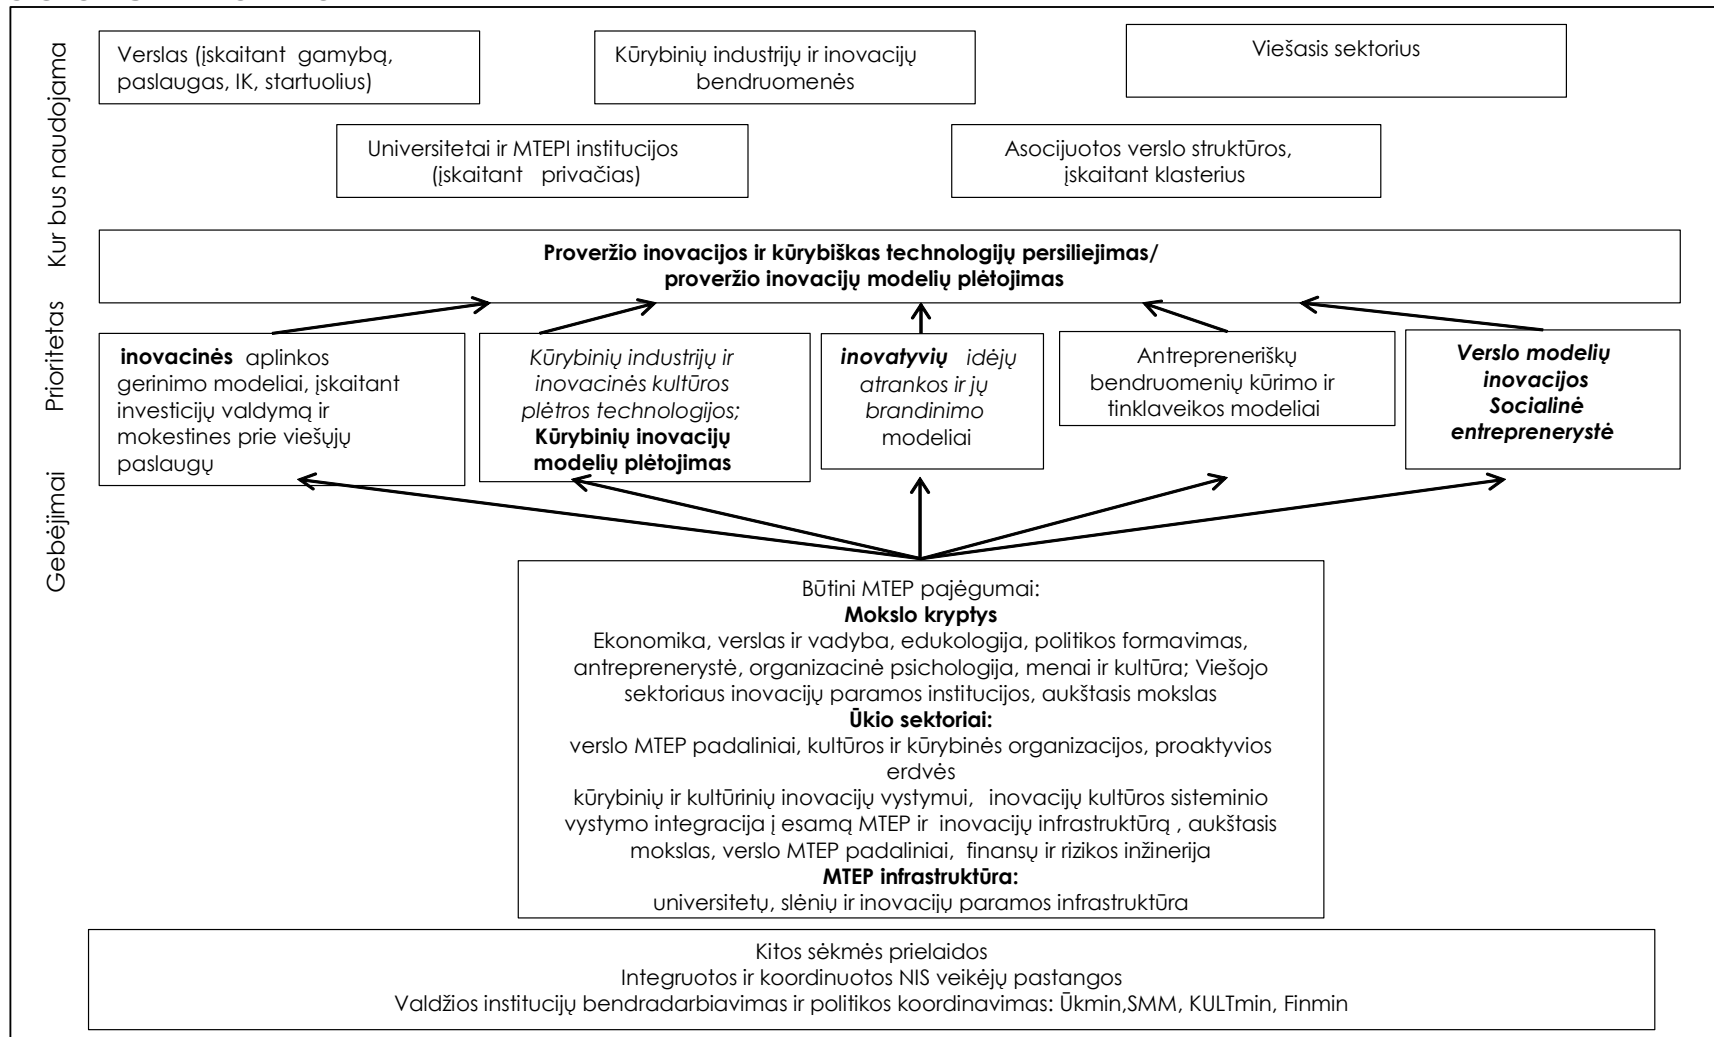 Kur bus naudojama
Verslas (įskaitant gamybą,
paslaugas, IK, startuolius)
Kūrybinių industrijų ir inovacijų
bendruomenės
Viešasis sektorius
Universitetai ir MTEPI institucijos
(įskaitant privačias)
Asocijuotos verslo struktūros,
įskaitant klasterius
Prioritetas
Proveržio inovacijos ir kūrybiškas technologijų persiliejimas/
proveržio inovacijų modelių plėtojimas
inovacinės aplinkos
gerinimo modeliai, įskaitant
investicijų valdymą ir
mokestines prie viešųjų
paslaugų
Kūrybinių industrijų ir
inovacinės kultūros
plėtros technologijos;
Kūrybinių inovacijų
modelių plėtojimas
inovatyvių idėjų
atrankos ir jų
brandinimo
modeliai
Antrepreneriškų
bendruomenių kūrimo ir
tinklaveikos modeliai
Verslo modelių
inovacijos
Socialinė
entreprenerystė
Gebėjimai
Būtini MTEP pajėgumai:
Mokslo kryptys
Ekonomika, verslas ir vadyba, edukologija, politikos formavimas,
antreprenerystė, organizacinė psichologija, menai ir kultūra; Viešojo
sektoriaus inovacijų paramos institucijos, aukštasis mokslas
Ūkio sektoriai:
verslo MTEP padaliniai, kultūros ir kūrybinės organizacijos, proaktyvios
erdvės
kūrybinių ir kultūrinių inovacijų vystymui, inovacijų kultūros sisteminio
vystymo integracija į esamą MTEP ir inovacijų infrastruktūrą , aukštasis
mokslas, verslo MTEP padaliniai, finansų ir rizikos inžinerija
MTEP infrastruktūra:
universitetų, slėnių ir inovacijų paramos infrastruktūra
Kitos sėkmės prielaidos
Integruotos ir koordinuotos NIS veikėjų pastangos
Valdžios institucijų bendradarbiavimas ir politikos koordinavimas: Ūkmin,SMM, KULTmin, Finmin